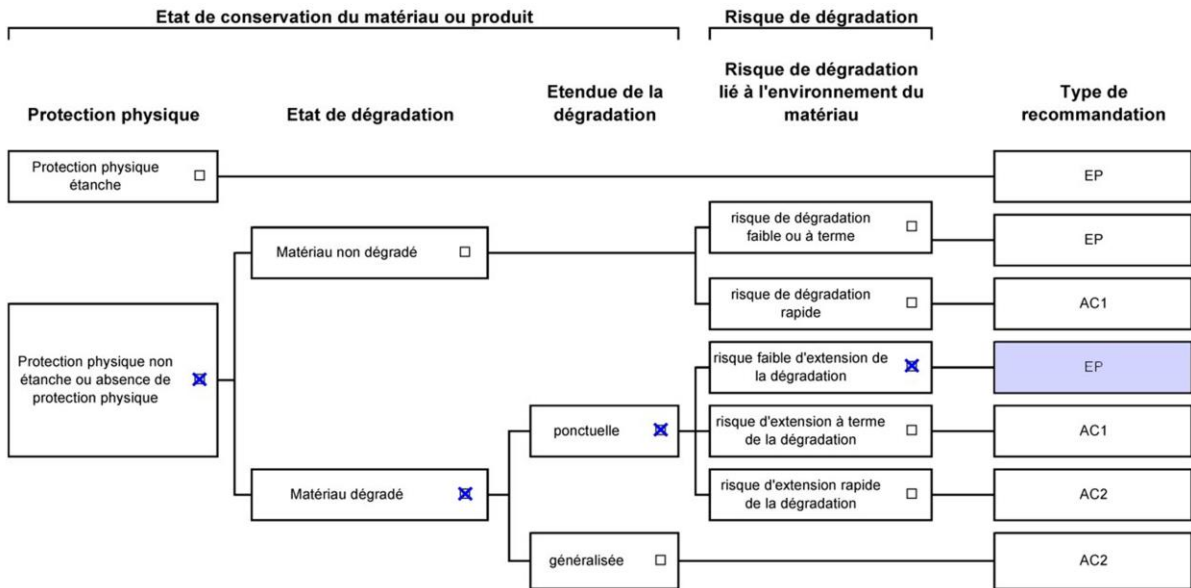 Etat de conservation du matériau ou produit
Risque de dégradation
Protection physique
Etat de dégradation
Etendue de la
dégradation
Risque de dégradation
lié à l'environnement du
matériau
Type de
recommandation
Protection physique
étanche
EP
Matériau non dégradé
risque de dégradation
faible ou à terme
EP
risque de dégradation
rapide
AC1
Protection physique non
étanche ou absence de
protection physique
risque faible d'extension de
la dégradation
EP
ponctuelle
risque d'extension à terme
de la dégradation
AC1
Matériau dégradé
risque d'extension rapide
de la dégradation
AC2
généralisée
AC2